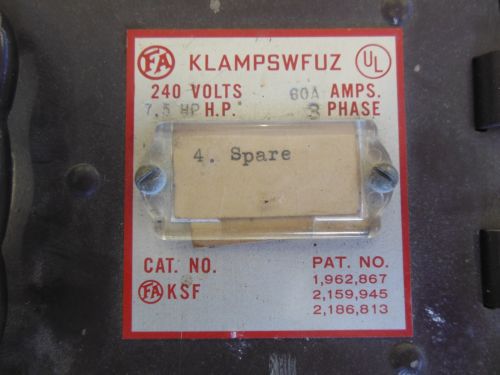 FA KLAMPSWFUZ UL
240 VOLTS 60A AMPS.
7.5 HP H.P. 3 PHASE
4. Spare
CAT. NO. PAT. NO.
FA KSF 1,962,867
2,159,945
2,186,813